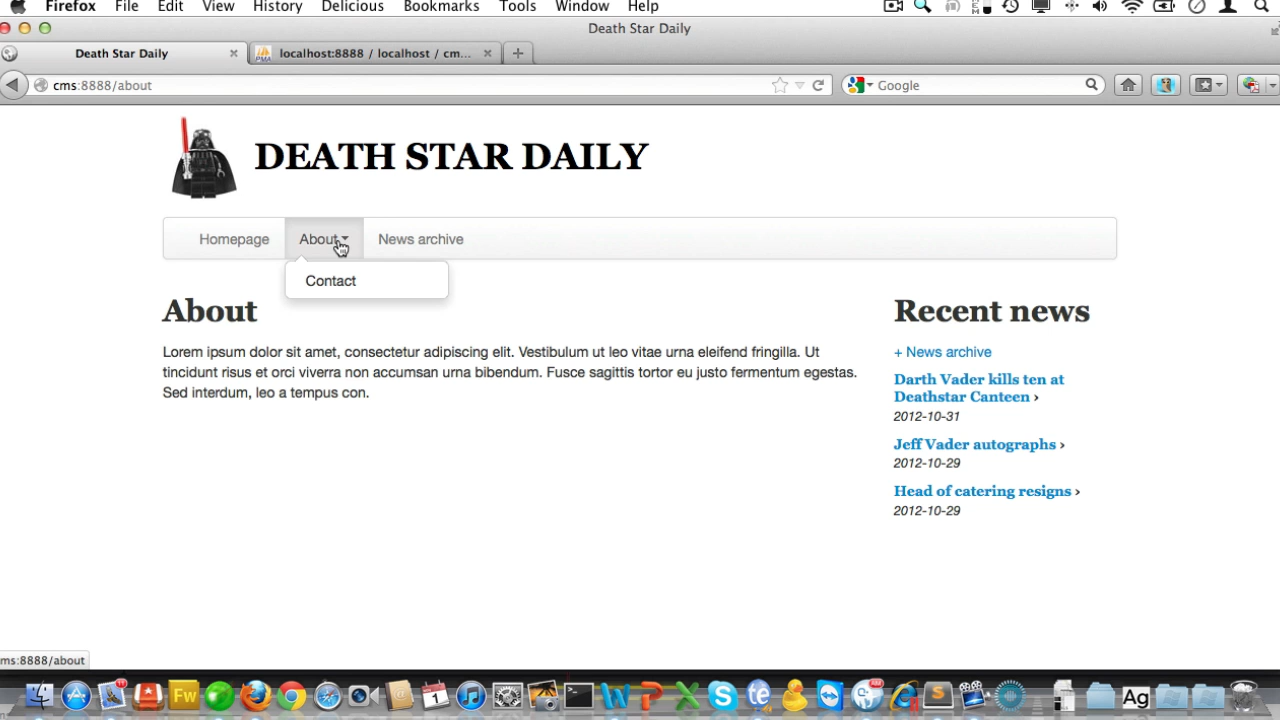 Firefox File Edit View History Delicious Bookmarks Tools Window Help
Death Star Daily
Death Star Daily
localhost:8888 / localhost / cm...
cms:8888/about
Google
DEATH STAR DAILY
Homepage
About
News archive
Contact
About
Lorem ipsum dolor sit amet, consectetur adipiscing elit. Vestibulum ut leo vitae urna eleifend fringilla. Ut
tincidunt risus et orci viverra non accumsan urna bibendum. Fusce sagittis tortor eu justo fermentum egestas.
Sed interdum, leo a tempus con.
Recent news
+ News archive
Darth Vader kills ten at
Deathstar Canteen ›
2012-10-31
Jeff Vader autographs ›
2012-10-29
Head of catering resigns ›
2012-10-29
ms:8888/about
Fw
1
Ag